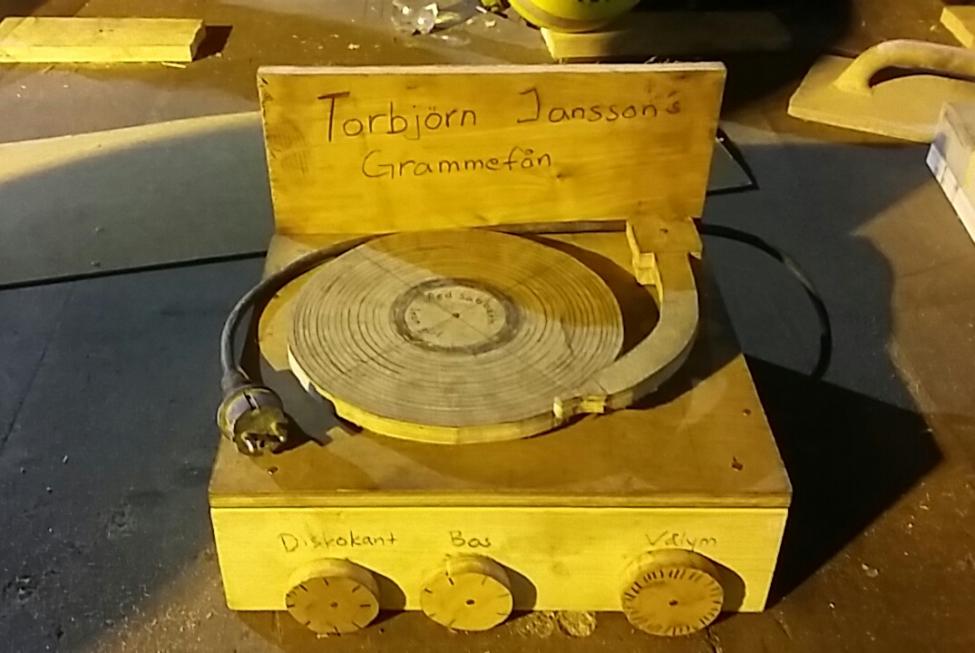 Torbjörn Jansson's
Grammefån
Diskokant Bas Vålym